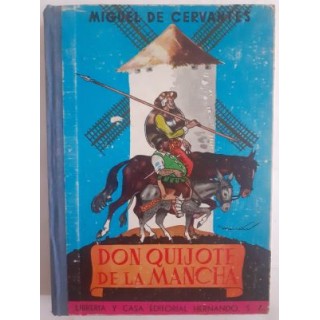 MIGUEL DE CERVANTES
DON QUIJOTE
DE LA MANCHA
LIBRERIA Y CASA EDITORIAL HERNANDO, S. A.